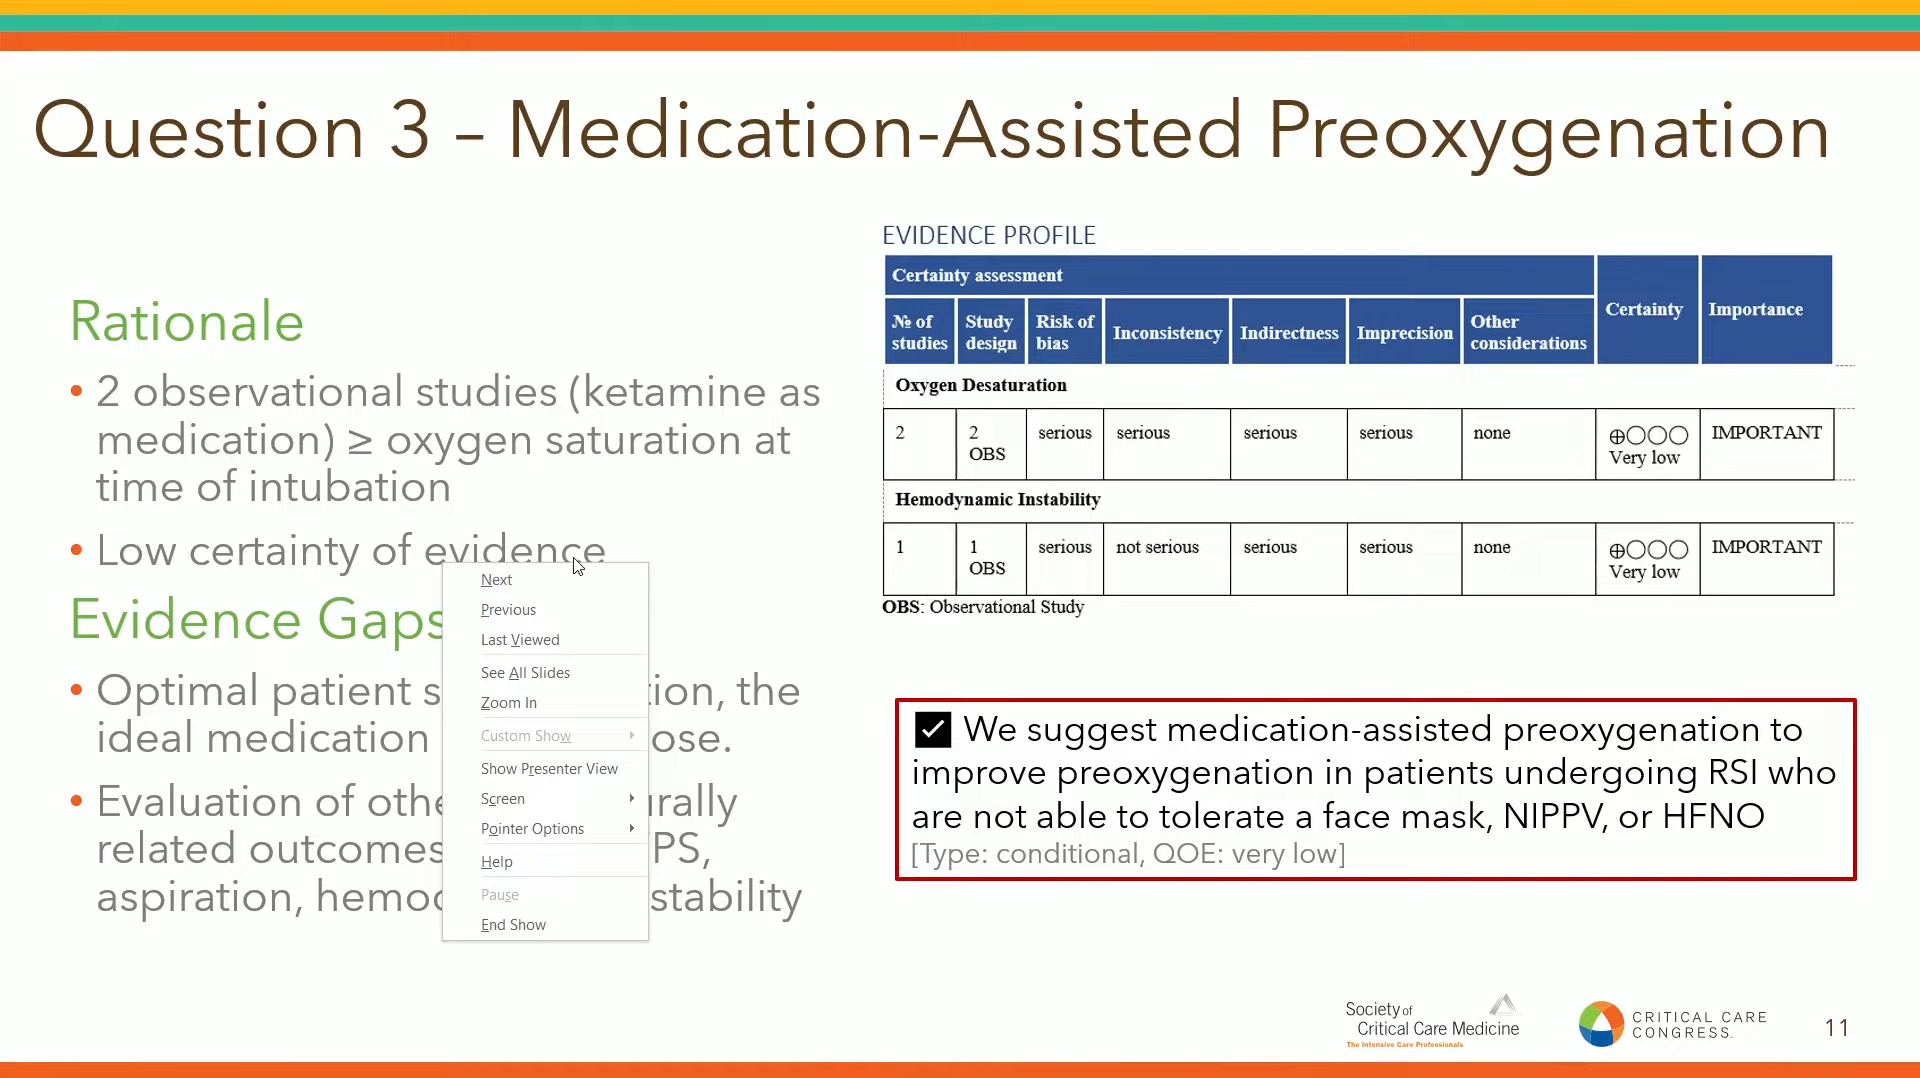 Question 3 – Medication-Assisted Preoxygenation
Rationale
• 2 observational studies (ketamine as
medication) ≥ oxygen saturation at
time of intubation
• Low certainty of evidence
Evidence Gaps
• Optimal patient s tion, the
ideal medication ose.
• Evaluation of othe urally
related outcomes PS,
aspiration, hemo stability
Next
Previous
Last Viewed
See All Slides
Zoom In
Custom Show
Show Presenter View
Screen
Pointer Options
Help
Pause
End Show
EVIDENCE PROFILE
Certainty assessment Certainty Importance
№ of studies Study design Risk of bias Inconsistency Indirectness Imprecision Other considerations
Oxygen Desaturation
2 2 OBS serious serious serious serious none ⊕◯◯◯ Very low IMPORTANT
Hemodynamic Instability
1 1 OBS serious not serious serious serious none ⊕◯◯◯ Very low IMPORTANT
OBS: Observational Study
☑ We suggest medication-assisted preoxygenation to
improve preoxygenation in patients undergoing RSI who
are not able to tolerate a face mask, NIPPV, or HFNO
[Type: conditional, QOE: very low]
Society of
Critical Care Medicine
The Intensive Care Professionals
CRITICAL CARE
CONGRESS.
11